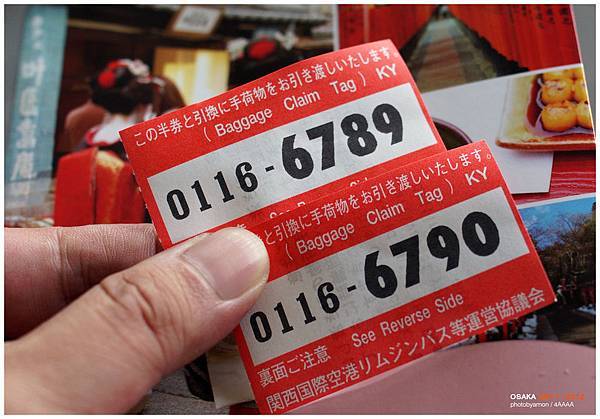 この半券と引換に手荷物をお引き渡しいたします。
( Baggage Claim Tag ) KY
0116-6789
と引換に手荷物をお引き渡しいたします。
( Baggage Claim Tag ) KY
0116-6790
裏面ご注意 See Reverse Side
関西国際空港リムジンバス等運営協議会
OSAKA
photobyamon / 4AAAA